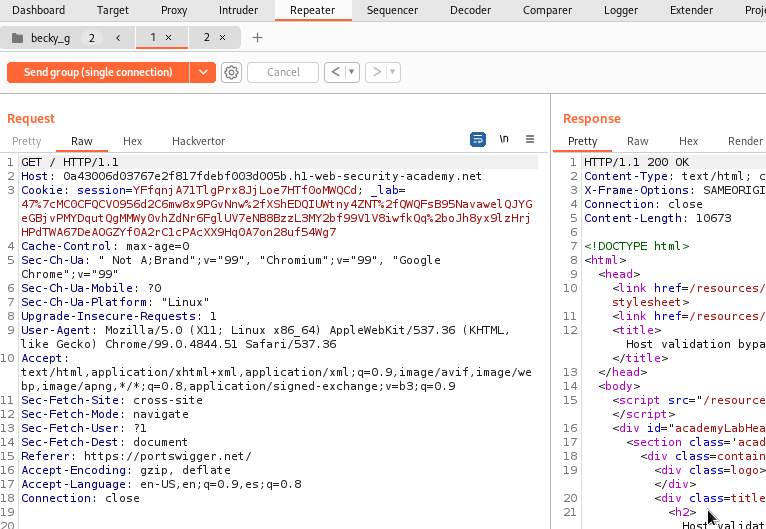 Dashboard Target Proxy Intruder Repeater Sequencer Decoder Comparer Logger Extender Proj
becky_g 2 < 1 × 2 × +
Send group (single connection) Cancel < >
Request
Pretty Raw Hex Hackvertor \n
1 GET / HTTP/1.1
2 Host: 0a43006d03767e2f817fdebf003d005b.h1-web-security-academy.net
3 Cookie: session=YFfqnjA71TlgPrx8JjLoe7HTf0oMWQCd; _lab=
47%7cMC0CFQCVO956d2C6mw8x9PGvNnw%2fXShEDQIUWtny4ZNT%2fQWQFsB95NavawelQJYG
eGBjvPMYDqutQgMMWy0vhZdNr6FglUV7eNB8BzzL3MY2bf99V1V8iwfkQq%2boJh8yx9lzHrj
HPdTWA67DeAOGZYf0A2rC1cPAcXX9HqOA7on28uf54Wg7
4 Cache-Control: max-age=0
5 Sec-Ch-Ua: " Not A;Brand";v="99", "Chromium";v="99", "Google
Chrome";v="99"
6 Sec-Ch-Ua-Mobile: ?0
7 Sec-Ch-Ua-Platform: "Linux"
8 Upgrade-Insecure-Requests: 1
9 User-Agent: Mozilla/5.0 (X11; Linux x86_64) AppleWebKit/537.36 (KHTML,
like Gecko) Chrome/99.0.4844.51 Safari/537.36
10 Accept:
text/html,application/xhtml+xml,application/xml;q=0.9,image/avif,image/we
bp,image/apng,*/*;q=0.8,application/signed-exchange;v=b3;q=0.9
11 Sec-Fetch-Site: cross-site
12 Sec-Fetch-Mode: navigate
13 Sec-Fetch-User: ?1
14 Sec-Fetch-Dest: document
15 Referer: https://portswigger.net/
16 Accept-Encoding: gzip, deflate
17 Accept-Language: en-US,en;q=0.9,es;q=0.8
18 Connection: close
19
20
Response
Pretty Raw Hex Render
1 HTTP/1.1 200 OK
2 Content-Type: text/html; c
3 X-Frame-Options: SAMEORIG
4 Connection: close
5 Content-Length: 10673
6
7 <!DOCTYPE html>
8 <html>
9 <head>
10 <link href=/resources/
stylesheet>
11 <link href=/resources/
12 <title>
Host validation bypa
</title>
13 </head>
14 <body>
15 <script src="/resource
</script>
16 <div id="academyLabHea
17 <section class='acad
18 <div class=contain
19 <div class=logo>
</div>
20 <div class=title
21 <h2>
Host validat